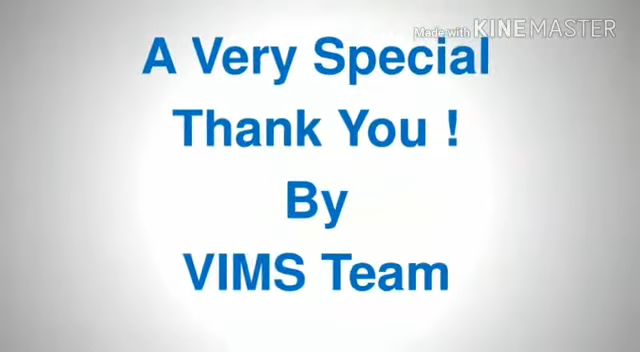 Made with KINEMASTER
A Very Special
Thank You !
By
VIMS Team